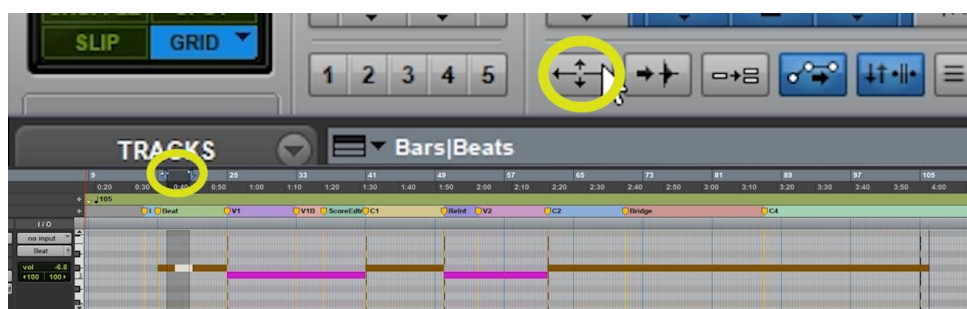 SLIP GRID
1 2 3 4 5
TRACKS Bars|Beats
9 25 33 41 49 57 65 73 81 89 97 105
0:20 0:30 0:40 0:50 1:00 1:10 1:20 1:30 1:40 1:50 2:00 2:10 2:20 2:30 2:40 2:50 3:00 3:10 3:20 3:30 3:40 3:50 4:00
105
I Beat V1 V1B ScoreEdtr C1 ReInt V2 C2 Bridge C4
I / O
no input
Beat
vol -6.8
100 100